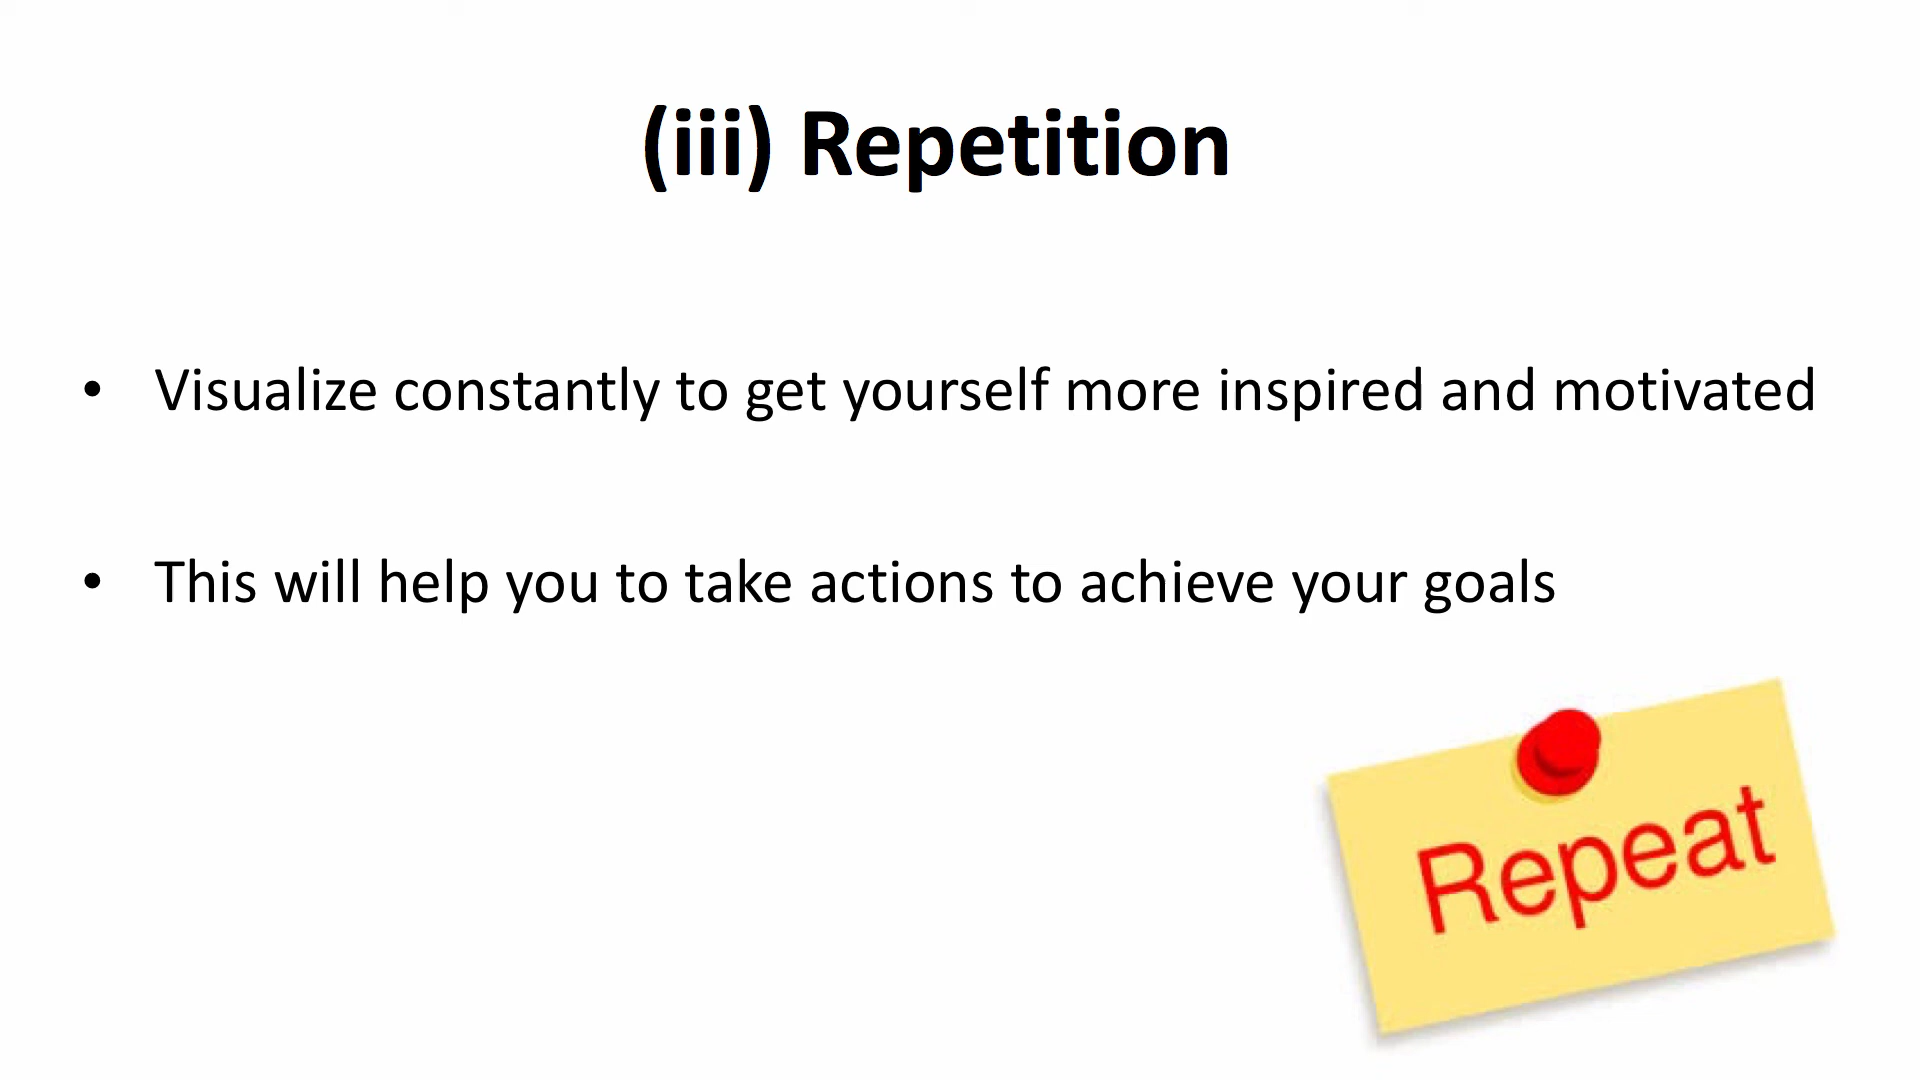 (iii) Repetition
• Visualize constantly to get yourself more inspired and motivated
• This will help you to take actions to achieve your goals
Repeat